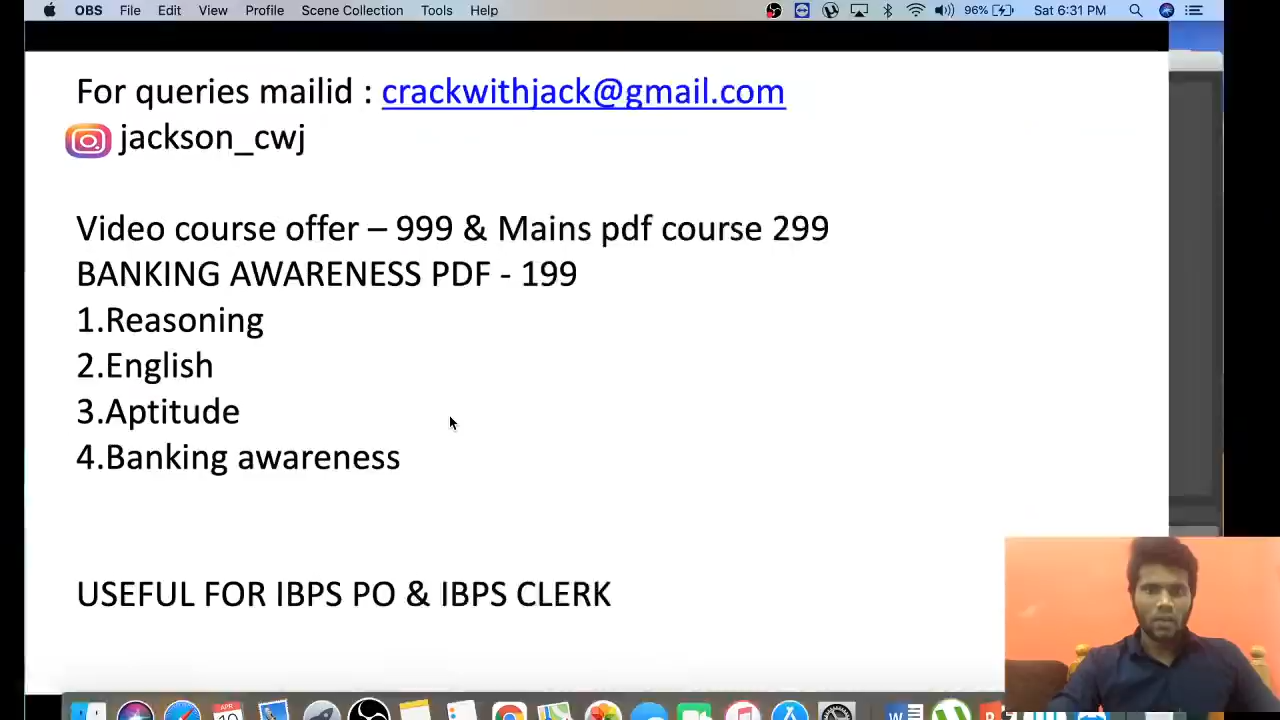 OBS File Edit View Profile Scene Collection Tools Help 96% Sat 6:31 PM
For queries mailid : crackwithjack@gmail.com
jackson_cwj
Video course offer – 999 & Mains pdf course 299
BANKING AWARENESS PDF - 199
1.Reasoning
2.English
3.Aptitude
4.Banking awareness
USEFUL FOR IBPS PO & IBPS CLERK
APR